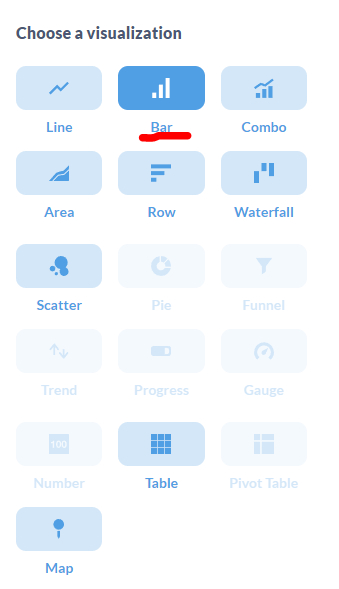 Choose a visualization
Line Bar Combo
Area Row Waterfall
Scatter Pie Funnel
Trend Progress Gauge
100
Number Table Pivot Table
Map